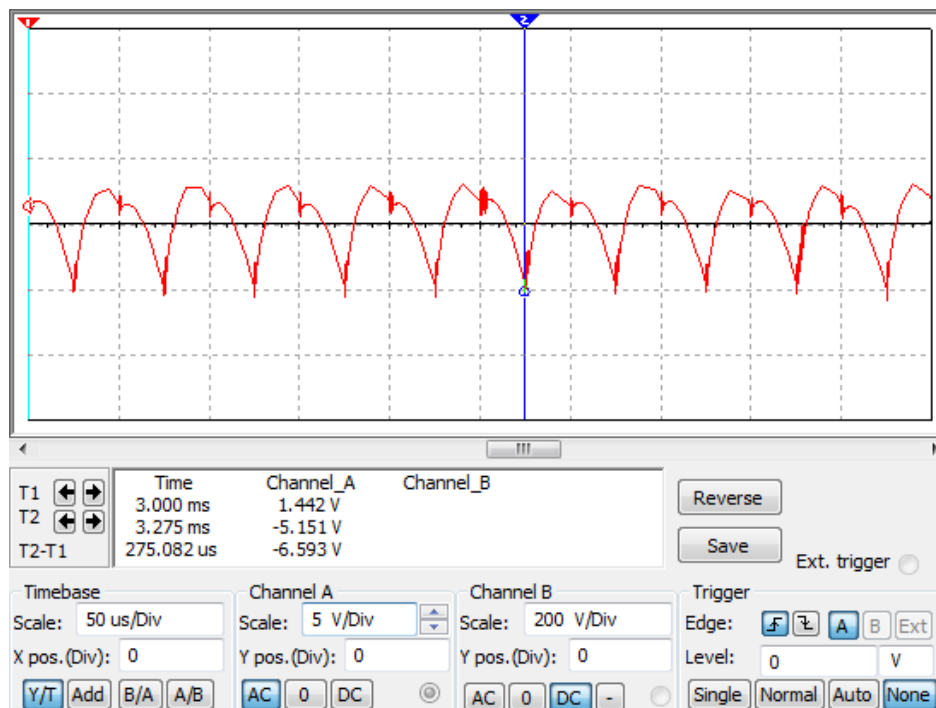 1 2
Time Channel_A Channel_B
T1 3.000 ms 1.442 V
T2 3.275 ms -5.151 V
T2-T1 275.082 us -6.593 V
Reverse
Save
Ext. trigger
Timebase Channel A Channel B Trigger
Scale: 50 us/Div Scale: 5 V/Div Scale: 200 V/Div Edge: A B Ext
X pos.(Div): 0 Y pos.(Div): 0 Y pos.(Div): 0 Level: 0 V
Y/T Add B/A A/B AC 0 DC AC 0 DC - Single Normal Auto None